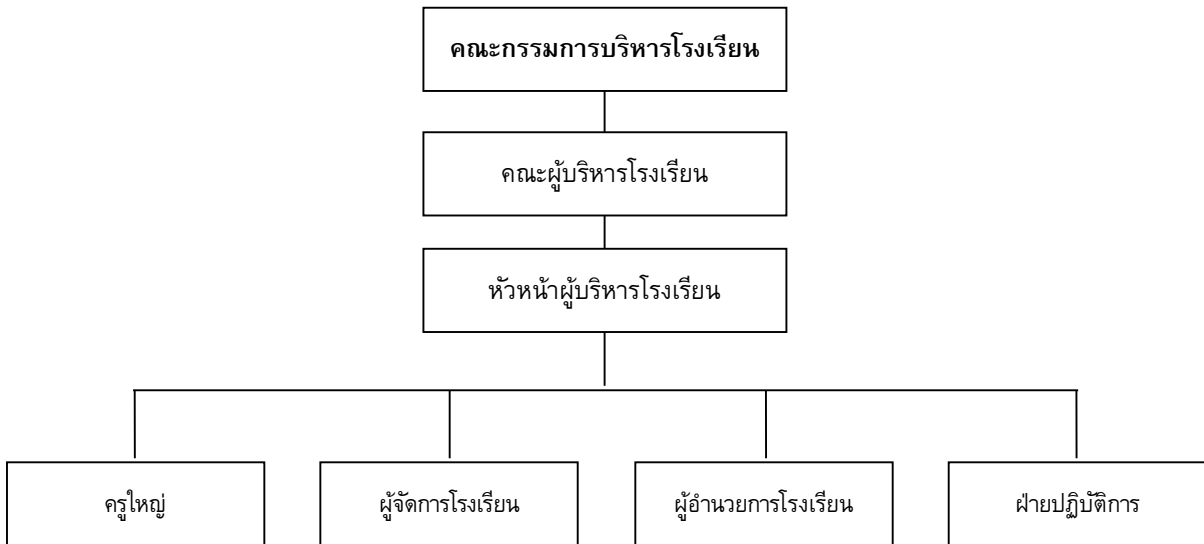 คณะกรรมการบริหารโรงเรียน
คณะผู้บริหารโรงเรียน
หัวหน้าผู้บริหารโรงเรียน
ครูใหญ่
ผู้จัดการโรงเรียน
ผู้อำนวยการโรงเรียน
ฝ่ายปฏิบัติการ